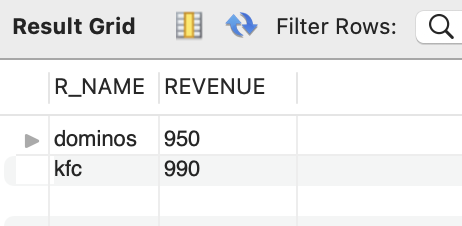 Result Grid Filter Rows:
R_NAME REVENUE
dominos 950
kfc 990